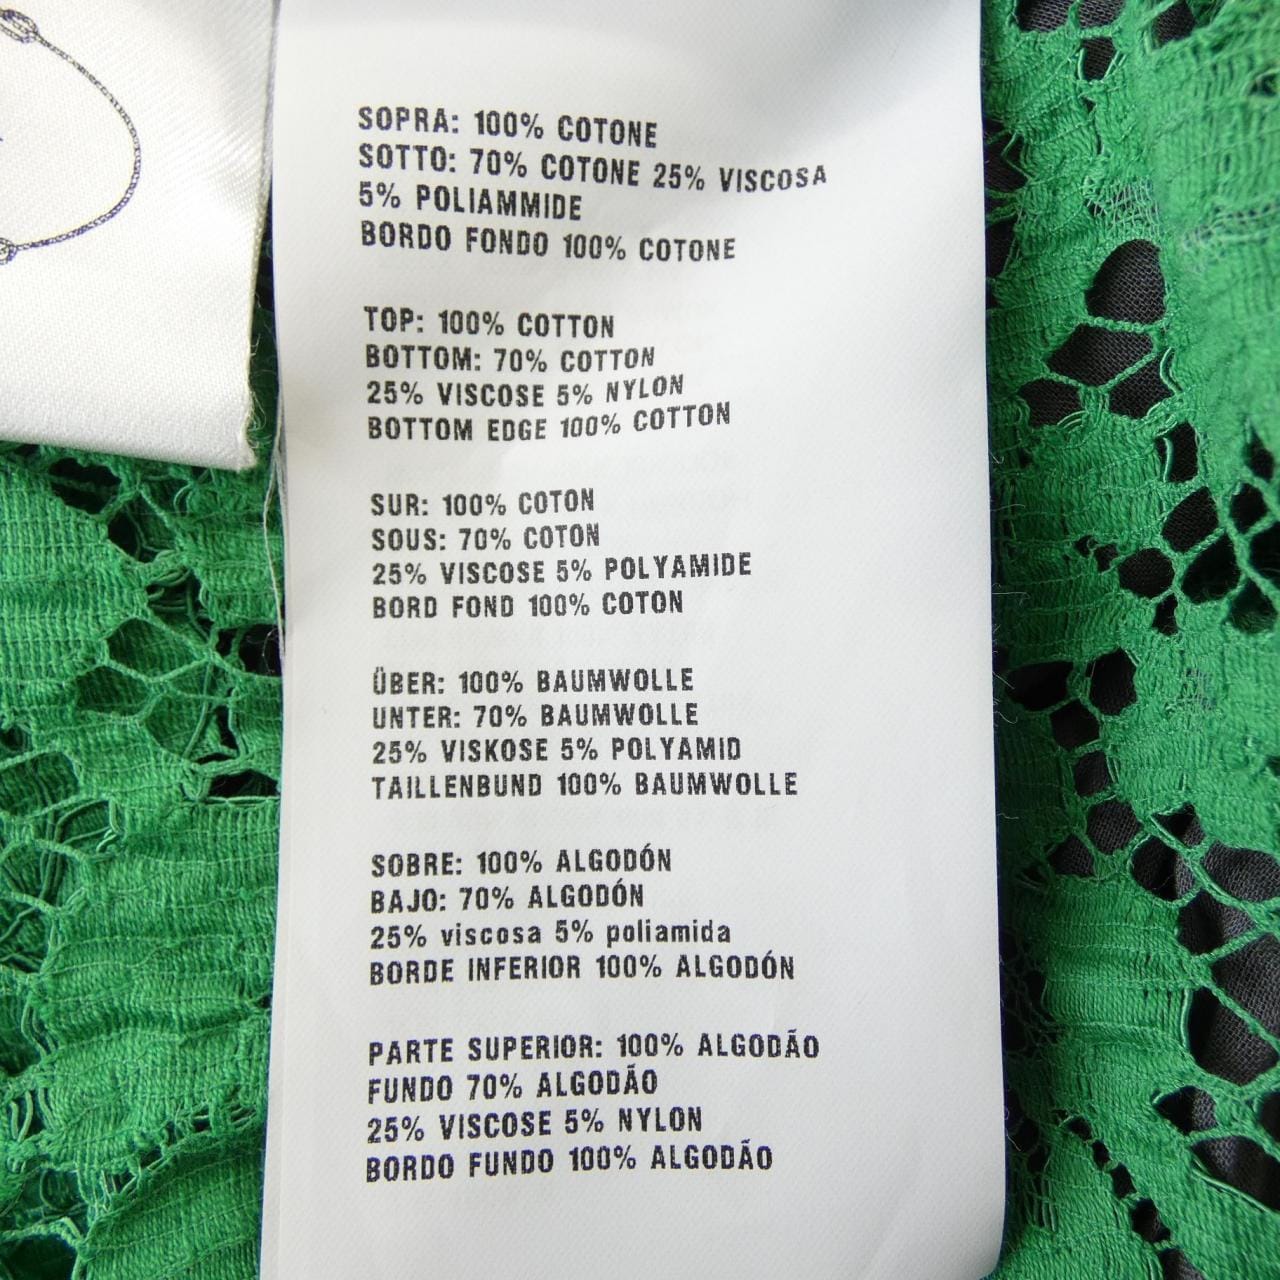 SOPRA: 100% COTONE
SOTTO: 70% COTONE 25% VISCOSA
5% POLIAMMIDE
BORDO FONDO 100% COTONE
TOP: 100% COTTON
BOTTOM: 70% COTTON
25% VISCOSE 5% NYLON
BOTTOM EDGE 100% COTTON
SUR: 100% COTON
SOUS: 70% COTON
25% VISCOSE 5% POLYAMIDE
BORD FOND 100% COTON
ÜBER: 100% BAUMWOLLE
UNTER: 70% BAUMWOLLE
25% VISKOSE 5% POLYAMID
TAILLENBUND 100% BAUMWOLLE
SOBRE: 100% ALGODÓN
BAJO: 70% ALGODÓN
25% viscosa 5% poliamida
BORDE INFERIOR 100% ALGODÓN
PARTE SUPERIOR: 100% ALGODÃO
FUNDO 70% ALGODÃO
25% VISCOSE 5% NYLON
BORDO FUNDO 100% ALGODÃO